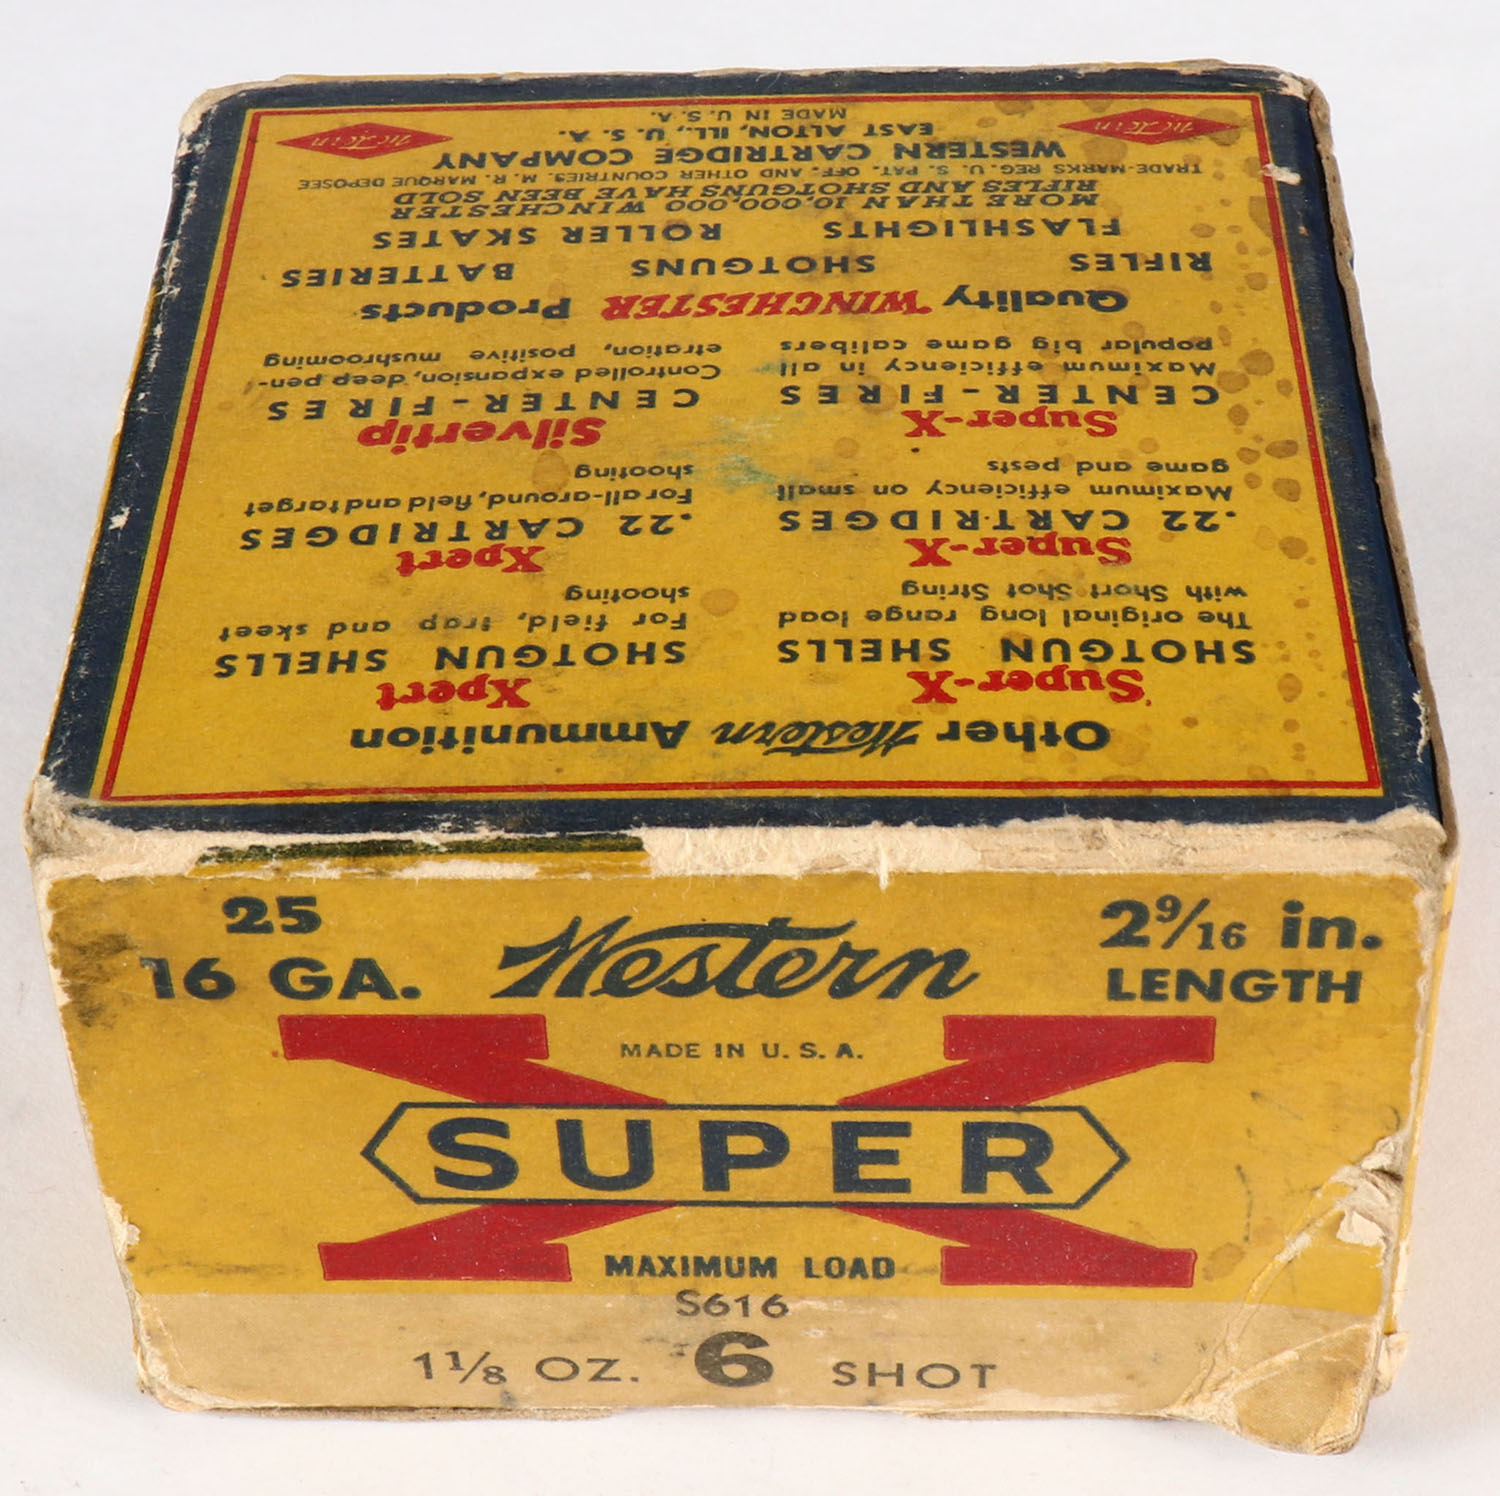 Other Western Ammunition
Super-X
SHOTGUN SHELLS
The original long range load
with Short Shot String
Xpert
SHOTGUN SHELLS
For field, trap and skeet
shooting
Super-X
.22 CARTRIDGES
Maximum efficiency on small
game and pests
Xpert
.22 CARTRIDGES
For all-around, field and target
shooting
Super-X
CENTER-FIRES
Maximum efficiency in all
popular big game calibers
Silvertip
CENTER-FIRES
Controlled expansion, deep pen-
etration, positive mushrooming
Quality WINCHESTER Products
RIFLES SHOTGUNS BATTERIES
FLASHLIGHTS ROLLER SKATES
MORE THAN 10,000,000 WINCHESTER
RIFLES AND SHOTGUNS HAVE BEEN SOLD
TRADE-MARKS REG. U. S. PAT. OFF. AND OTHER COUNTRIES. M. R. MARQUE DEPOSEE
WESTERN CARTRIDGE COMPANY
EAST ALTON, ILL., U. S. A.
MADE IN U. S. A.
25
16 GA.
Western
2 9/16 in.
LENGTH
MADE IN U. S. A.
X
SUPER
MAXIMUM LOAD
S616
1 1/8 OZ. 6 SHOT